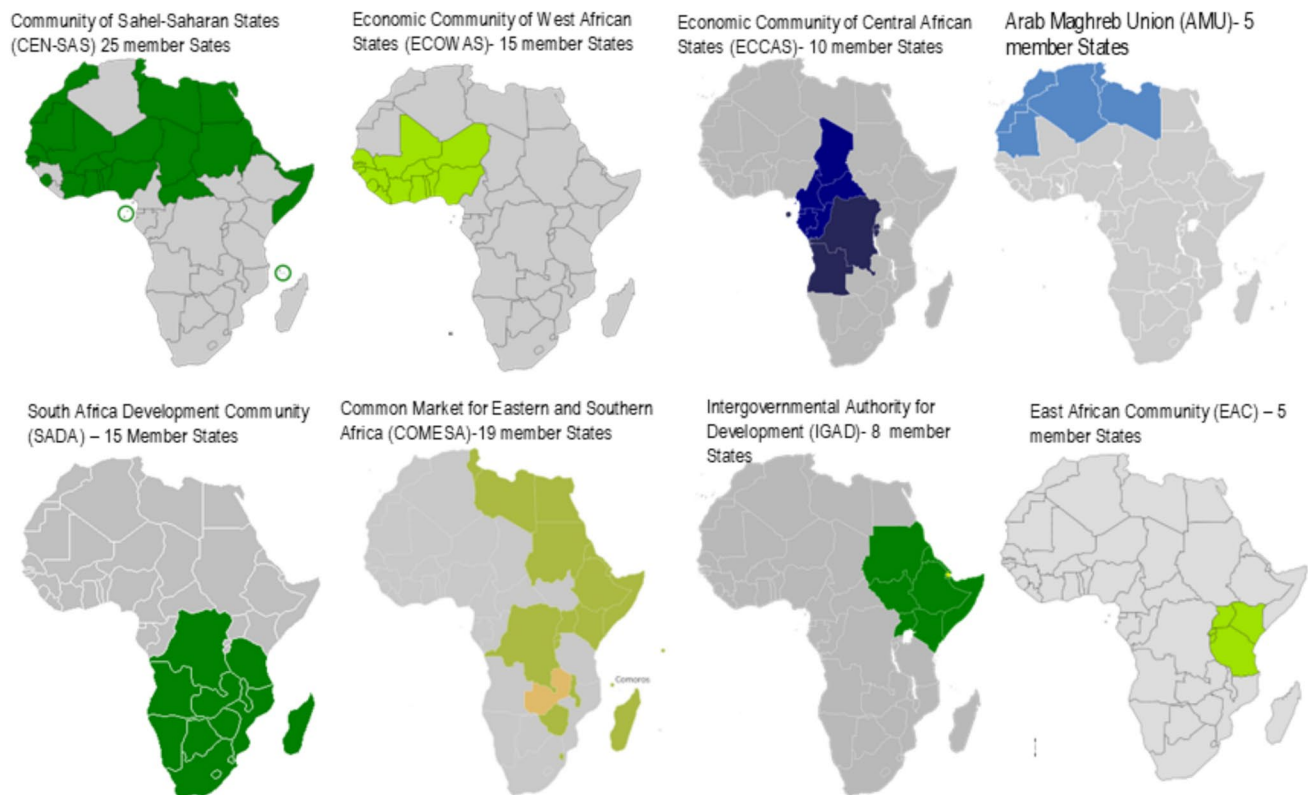 Community of Sahel-Saharan States
(CEN-SAS) 25 member Sates
Economic Community of West African
States (ECOWAS)- 15 member States
Economic Community of Central African
States (ECCAS)- 10 member States
Arab Maghreb Union (AMU)- 5
member States
South Africa Development Community
(SADA) – 15 Member States
Common Market for Eastern and Southern
Africa (COMESA)-19 member States
Comoros
Intergovernmental Authority for
Development (IGAD)- 8 member
States
East African Community (EAC) – 5
member States